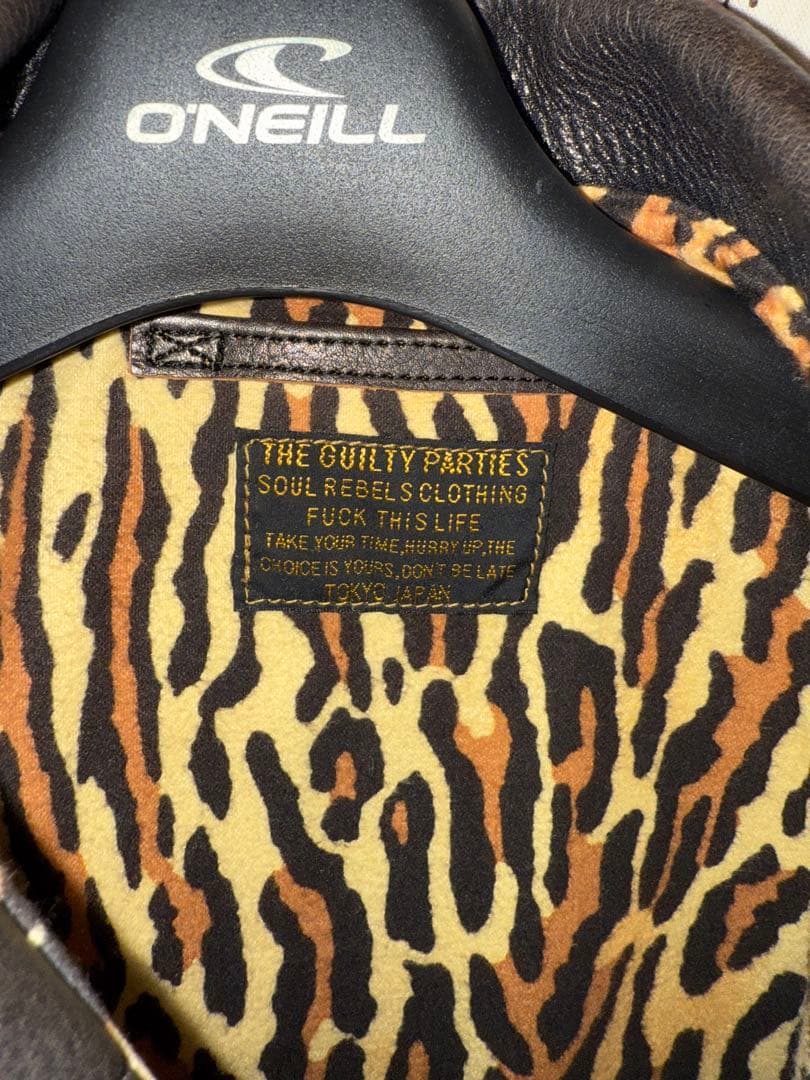 O'NEILL
THE GUILTY PARTIES
SOUL REBELS CLOTHING
FUCK THIS LIFE
TAKE YOUR TIME,HURRY UP,THE
CHOICE IS YOURS,DON'T BE LATE
TOKYO JAPAN